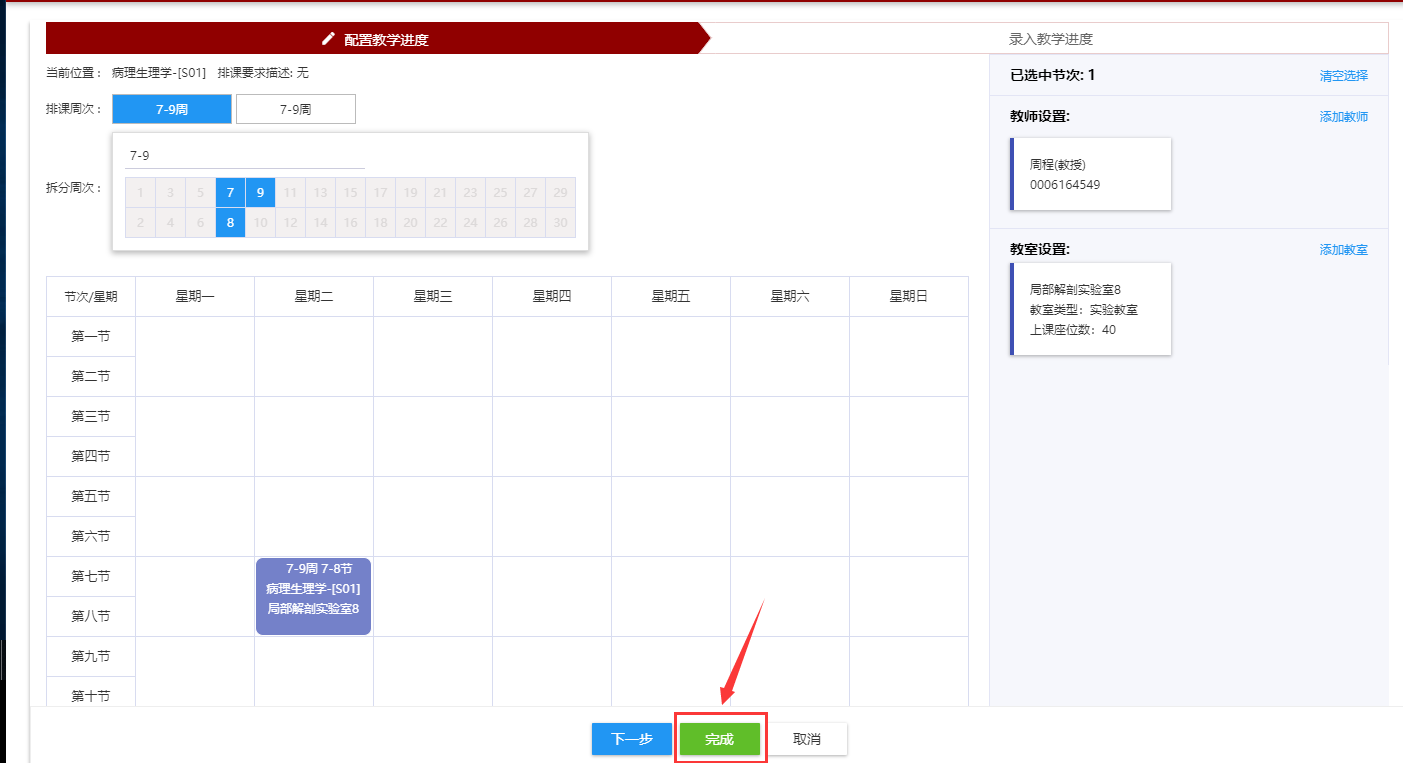 配置教学进度
录入教学进度
当前位置： 病理生理学-[S01] 排课要求描述: 无
排课周次： 7-9周 7-9周
7-9
拆分周次：
1 3 5 7 9 11 13 15 17 19 21 23 25 27 29
2 4 6 8 10 12 14 16 18 20 22 24 26 28 30
节次/星期 星期一 星期二 星期三 星期四 星期五 星期六 星期日
第一节
第二节
第三节
第四节
第五节
第六节
第七节
第八节
第九节
第十节
7-9周 7-8节
病理生理学-[S01]
局部解剖实验室8
已选中节次: 1 清空选择
教师设置: 添加教师
周程(教授)
0006164549
教室设置: 添加教室
局部解剖实验室8
教室类型：实验教室
上课座位数：40
下一步 完成 取消